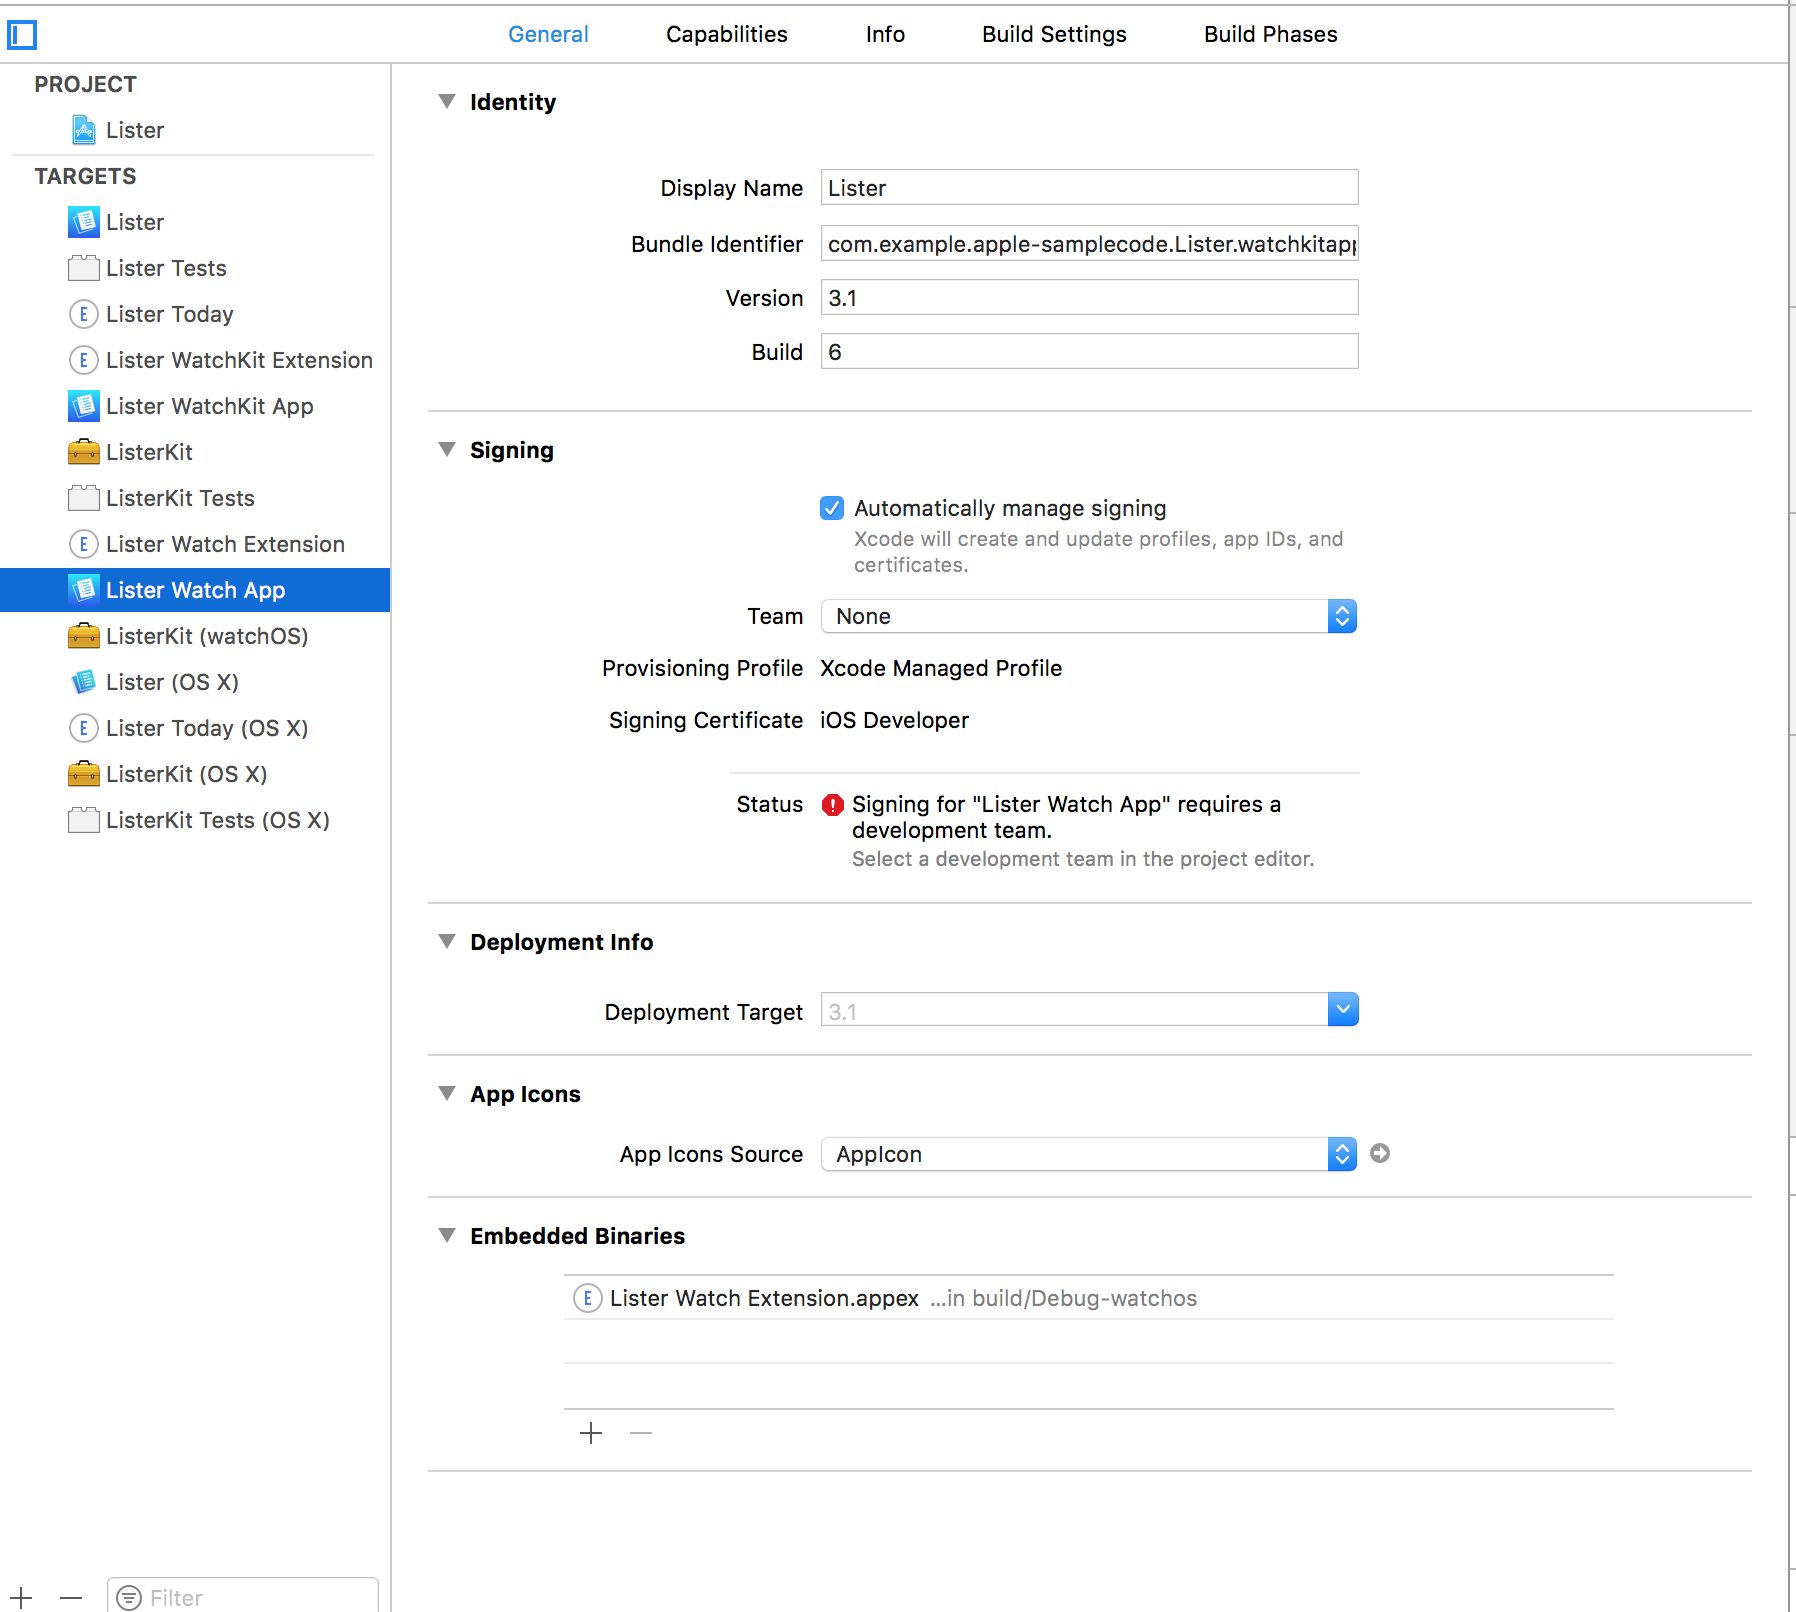 General Capabilities Info Build Settings Build Phases
PROJECT
Lister
TARGETS
Lister
Lister Tests
E Lister Today
E Lister WatchKit Extension
Lister WatchKit App
ListerKit
ListerKit Tests
E Lister Watch Extension
Lister Watch App
ListerKit (watchOS)
Lister (OS X)
E Lister Today (OS X)
ListerKit (OS X)
ListerKit Tests (OS X)
Filter
Identity
Display Name Lister
Bundle Identifier com.example.apple-samplecode.Lister.watchkitapp
Version 3.1
Build 6
Signing
Automatically manage signing
Xcode will create and update profiles, app IDs, and
certificates.
Team None
Provisioning Profile Xcode Managed Profile
Signing Certificate iOS Developer
Status Signing for "Lister Watch App" requires a
development team.
Select a development team in the project editor.
Deployment Info
Deployment Target 3.1
App Icons
App Icons Source AppIcon
Embedded Binaries
E Lister Watch Extension.appex ...in build/Debug-watchos